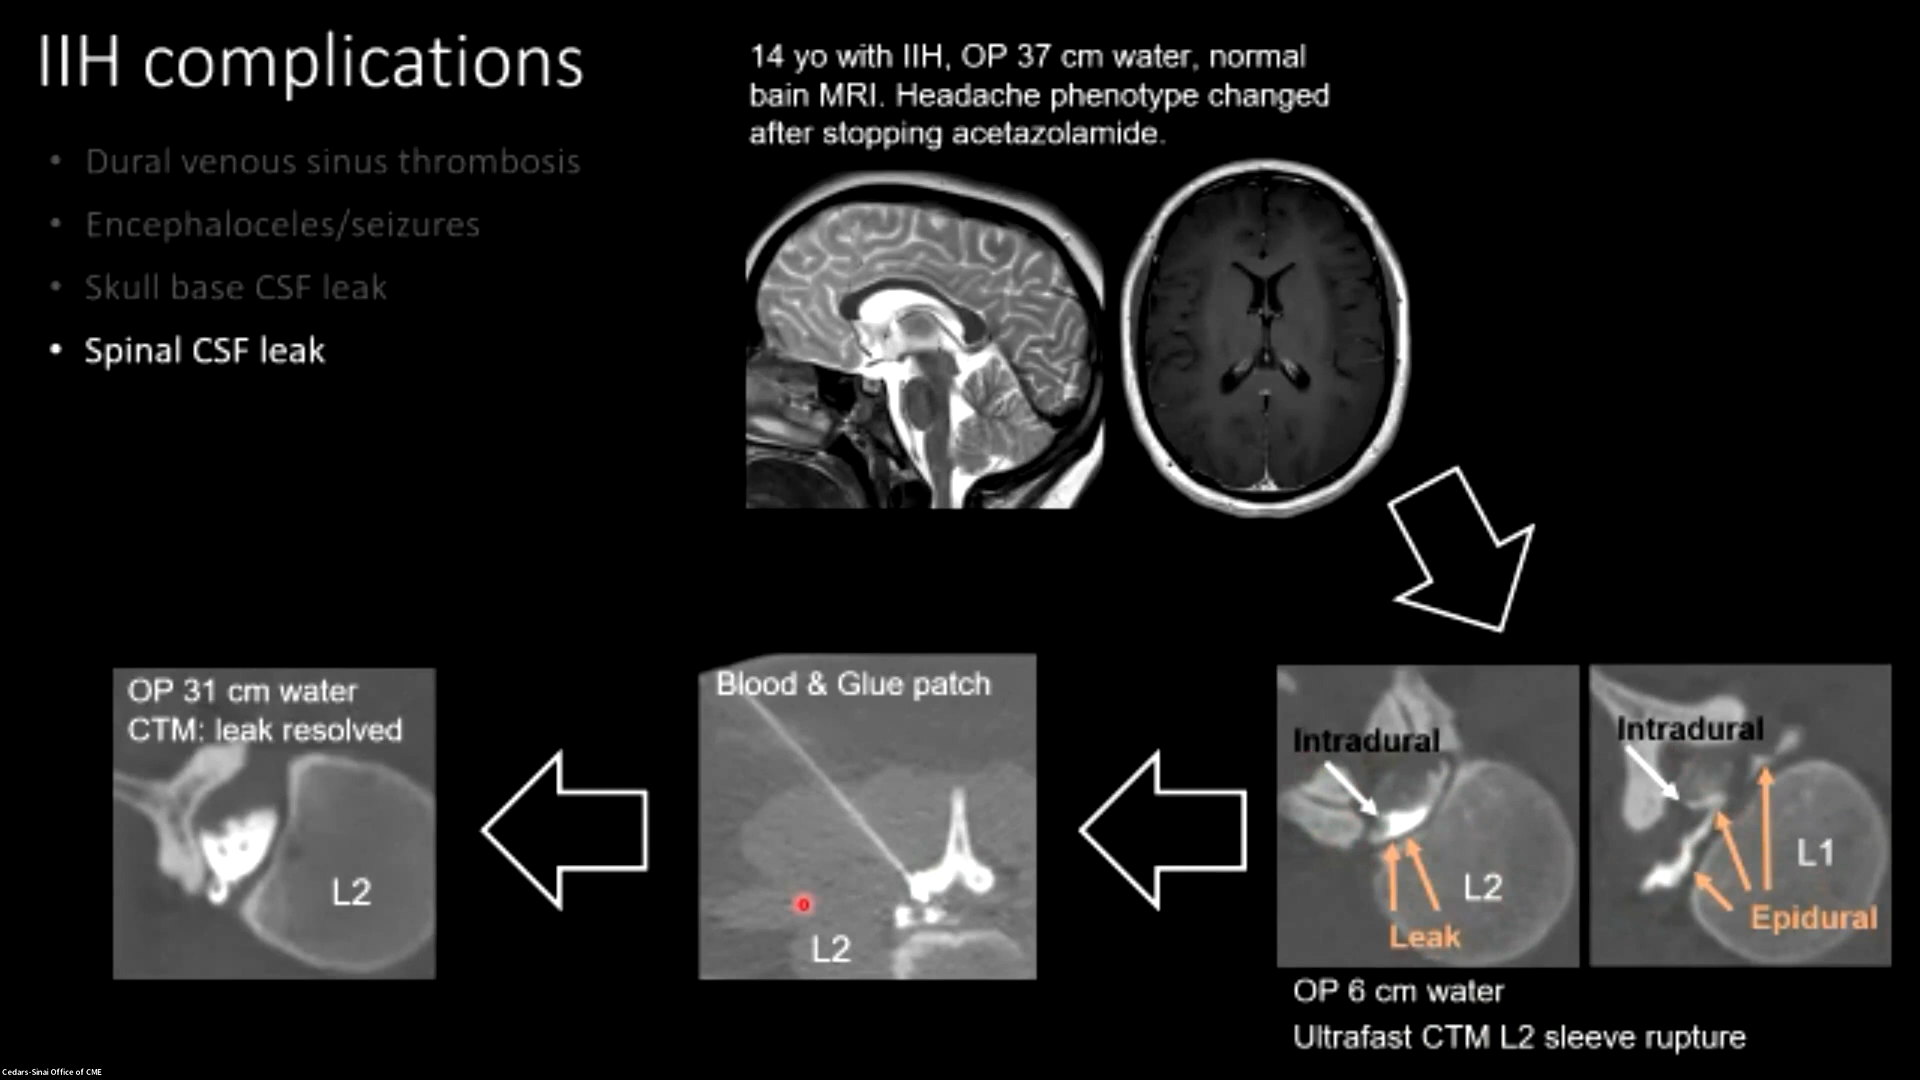 IIH complications
• Dural venous sinus thrombosis
• Encephaloceles/seizures
• Skull base CSF leak
• Spinal CSF leak
14 yo with IIH, OP 37 cm water, normal
bain MRI. Headache phenotype changed
after stopping acetazolamide.
Intradural
L2
Leak
Intradural
L1
Epidural
OP 6 cm water
Ultrafast CTM L2 sleeve rupture
Blood & Glue patch
L2
OP 31 cm water
CTM: leak resolved
L2
Cedars-Sinai Office of CME